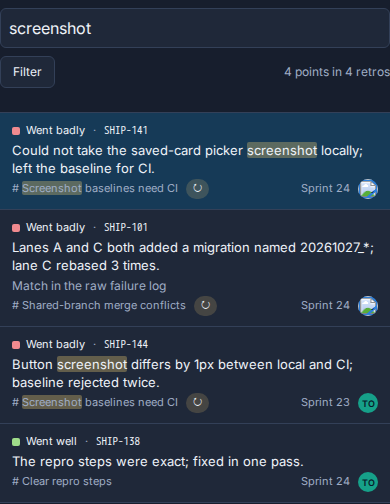 screenshot
Filter
4 points in 4 retros
Went badly · SHIP-141
Could not take the saved-card picker screenshot locally;
left the baseline for CI.
# Screenshot baselines need CI ↻
Sprint 24
Went badly · SHIP-101
Lanes A and C both added a migration named 20261027_*;
lane C rebased 3 times.
Match in the raw failure log
# Shared-branch merge conflicts ↻
Sprint 24
Went badly · SHIP-144
Button screenshot differs by 1px between local and CI;
baseline rejected twice.
# Screenshot baselines need CI ↻
Sprint 23 TO
Went well · SHIP-138
The repro steps were exact; fixed in one pass.
# Clear repro steps
Sprint 24 TO